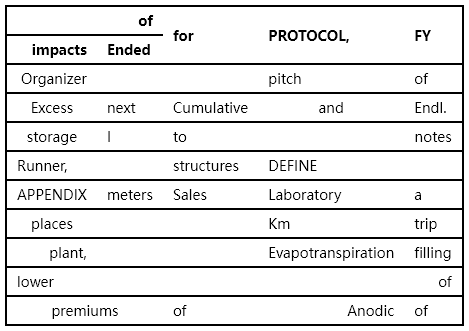 of for PROTOCOL, FY
impacts Ended
Organizer pitch of
Excess next Cumulative and Endl.
storage l to notes
Runner, structures DEFINE
APPENDIX meters Sales Laboratory a
places Km trip
plant, Evapotranspiration filling
lower of
premiums of Anodic of